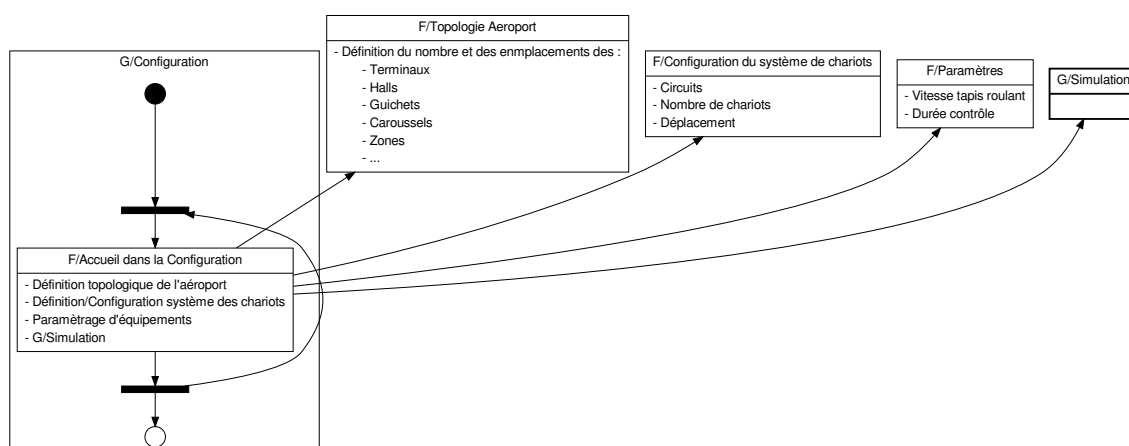 G/Configuration
F/Accueil dans la Configuration
- Définition topologique de l'aéroport
- Définition/Configuration système des chariots
- Paramètrage d'équipements
- G/Simulation
F/Topologie Aeroport
- Définition du nombre et des enmplacements des :
- Terminaux
- Halls
- Guichets
- Caroussels
- Zones
- ...
F/Configuration du système de chariots
- Circuits
- Nombre de chariots
- Déplacement
F/Paramètres
- Vitesse tapis roulant
- Durée contrôle
G/Simulation